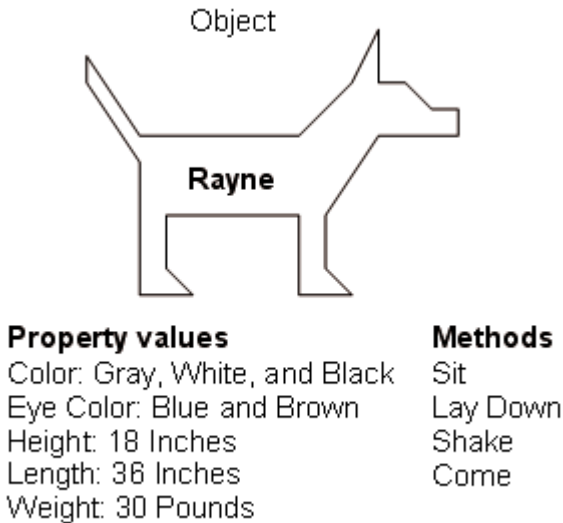 Object
Rayne
Property values
Color: Gray, White, and Black
Eye Color: Blue and Brown
Height: 18 Inches
Length: 36 Inches
Weight: 30 Pounds
Methods
Sit
Lay Down
Shake
Come